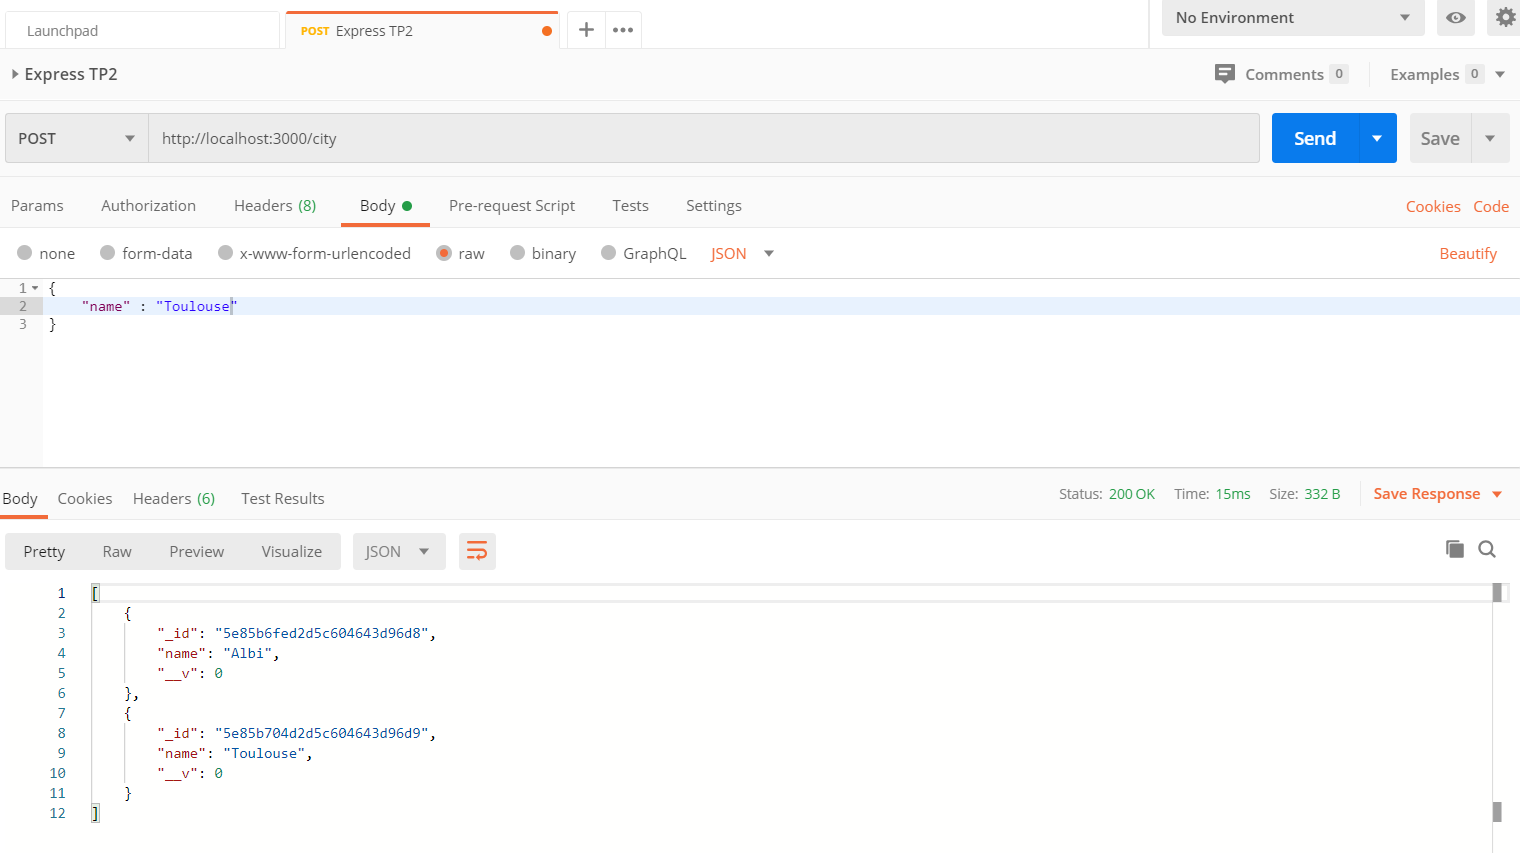 Launchpad
POST Express TP2
No Environment
Express TP2
Comments 0
Examples 0
POST
http://localhost:3000/city
Send
Save
Params Authorization Headers (8) Body Pre-request Script Tests Settings
Cookies Code
none form-data x-www-form-urlencoded raw binary GraphQL JSON
Beautify
1 {
2 "name" : "Toulouse"
3 }
Body Cookies Headers (6) Test Results
Status: 200 OK Time: 15ms Size: 332 B
Save Response
Pretty Raw Preview Visualize JSON
1 [
2 {
3 "_id": "5e85b6fed2d5c604643d96d8",
4 "name": "Albi",
5 "__v": 0
6 },
7 {
8 "_id": "5e85b704d2d5c604643d96d9",
9 "name": "Toulouse",
10 "__v": 0
11 }
12 ]